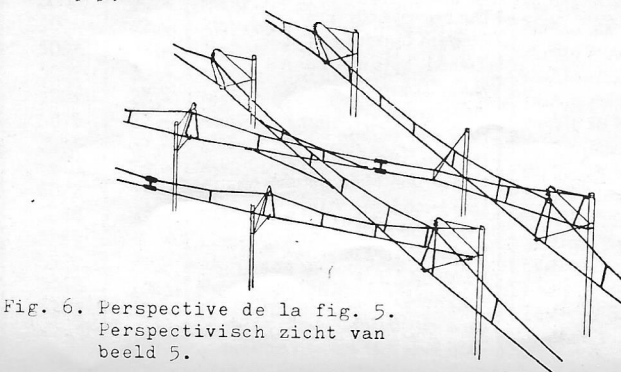 Fig. 6. Perspective de la fig. 5.
Perspectivisch zicht van
beeld 5.